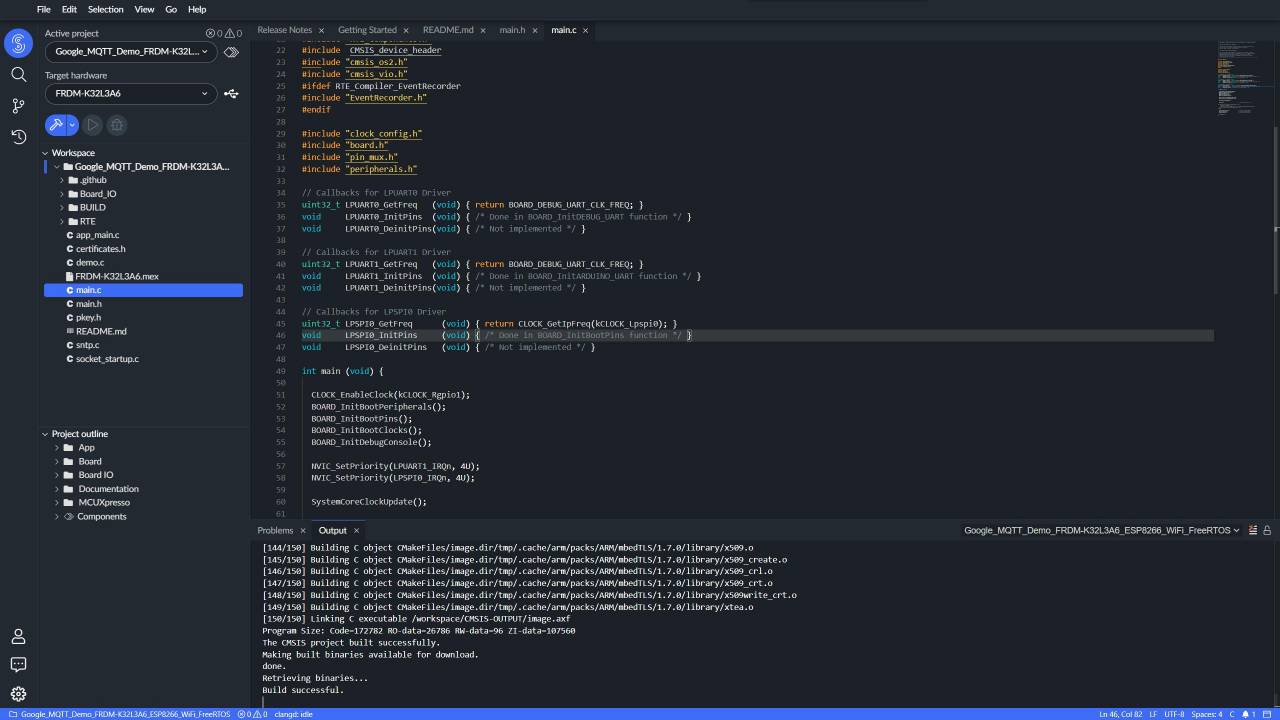 File Edit Selection View Go Help
Active project 0 0
Google_MQTT_Demo_FRDM-K32L...
Target hardware
FRDM-K32L3A6
Workspace
Google_MQTT_Demo_FRDM-K32L3A...
.github
Board_IO
BUILD
RTE
C app_main.c
C certificates.h
C demo.c
FRDM-K32L3A6.mex
C main.c
C main.h
C pkey.h
README.md
C sntp.c
C socket_startup.c
Project outline
App
Board
Board IO
Documentation
MCUXpresso
Components
Release Notes × Getting Started × README.md × main.h × main.c ×
22 #include CMSIS_device_header
23 #include "cmsis_os2.h"
24 #include "cmsis_vio.h"
25 #ifdef RTE_Compiler_EventRecorder
26 #include "EventRecorder.h"
27 #endif
28
29 #include "clock_config.h"
30 #include "board.h"
31 #include "pin_mux.h"
32 #include "peripherals.h"
33
34 // Callbacks for LPUART0 Driver
35 uint32_t LPUART0_GetFreq (void) { return BOARD_DEBUG_UART_CLK_FREQ; }
36 void LPUART0_InitPins (void) { /* Done in BOARD_InitDEBUG_UART function */ }
37 void LPUART0_DeinitPins(void) { /* Not implemented */ }
38
39 // Callbacks for LPUART1 Driver
40 uint32_t LPUART1_GetFreq (void) { return BOARD_DEBUG_UART_CLK_FREQ; }
41 void LPUART1_InitPins (void) { /* Done in BOARD_InitARDUINO_UART function */ }
42 void LPUART1_DeinitPins(void) { /* Not implemented */ }
43
44 // Callbacks for LPSPI0 Driver
45 uint32_t LPSPI0_GetFreq (void) { return CLOCK_GetIpFreq(kCLOCK_Lpspi0); }
46 void LPSPI0_InitPins (void) { /* Done in BOARD_InitBootPins function */ }
47 void LPSPI0_DeinitPins (void) { /* Not implemented */ }
48
49 int main (void) {
50
51 CLOCK_EnableClock(kCLOCK_Rgpio1);
52 BOARD_InitBootPeripherals();
53 BOARD_InitBootPins();
54 BOARD_InitBootClocks();
55 BOARD_InitDebugConsole();
56
57 NVIC_SetPriority(LPUART1_IRQn, 4U);
58 NVIC_SetPriority(LPSPI0_IRQn, 4U);
59
60 SystemCoreClockUpdate();
61
Problems × Output × Google_MQTT_Demo_FRDM-K32L3A6_ESP8266_WiFi_FreeRTOS
[144/150] Building C object CMakeFiles/image.dir/tmp/.cache/arm/packs/ARM/mbedTLS/1.7.0/library/x509.o
[145/150] Building C object CMakeFiles/image.dir/tmp/.cache/arm/packs/ARM/mbedTLS/1.7.0/library/x509_create.o
[146/150] Building C object CMakeFiles/image.dir/tmp/.cache/arm/packs/ARM/mbedTLS/1.7.0/library/x509_crl.o
[147/150] Building C object CMakeFiles/image.dir/tmp/.cache/arm/packs/ARM/mbedTLS/1.7.0/library/x509_crt.o
[148/150] Building C object CMakeFiles/image.dir/tmp/.cache/arm/packs/ARM/mbedTLS/1.7.0/library/x509write_crt.o
[149/150] Building C object CMakeFiles/image.dir/tmp/.cache/arm/packs/ARM/mbedTLS/1.7.0/library/xtea.o
[150/150] Linking C executable /workspace/CMSIS-OUTPUT/image.axf
Program Size: Code=172782 RO-data=26786 RW-data=96 ZI-data=107560
The CMSIS project built successfully.
Making built binaries available for download.
done.
Retrieving binaries...
Build successful.
Google_MQTT_Demo_FRDM-K32L3A6_ESP8266_WiFi_FreeRTOS 0 0 clangd: idle Ln 46, Col 82 LF UTF-8 Spaces: 4 C 1